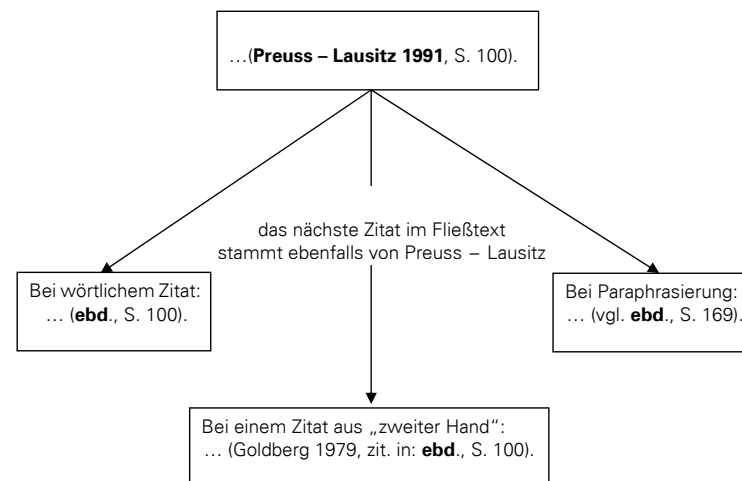 …(Preuss – Lausitz 1991, S. 100).
das nächste Zitat im Fließtext
stammt ebenfalls von Preuss – Lausitz
Bei wörtlichem Zitat:
… (ebd., S. 100).
Bei Paraphrasierung:
… (vgl. ebd., S. 169).
Bei einem Zitat aus „zweiter Hand“:
… (Goldberg 1979, zit. in: ebd., S. 100).